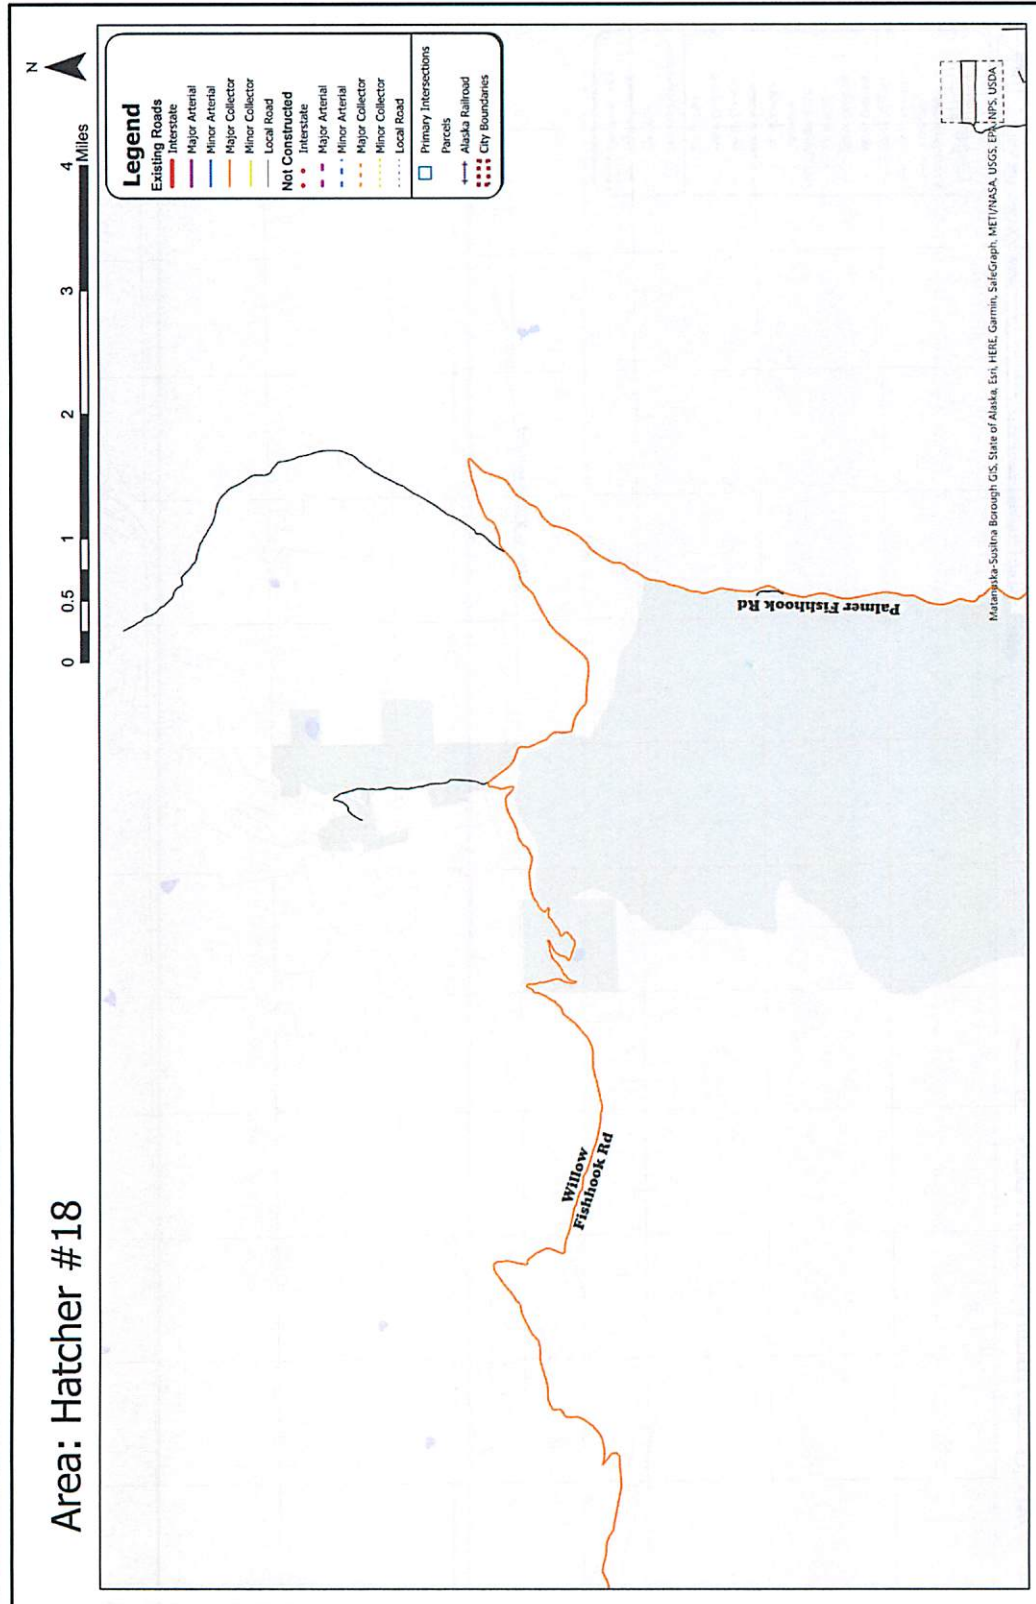 Area: Hatcher #18
0 0.5 1 2 3 4
Miles
N
Legend
Existing Roads
Interstate
Major Arterial
Minor Arterial
Major Collector
Minor Collector
Local Road
Not Constructed
Interstate
Major Arterial
Minor Arterial
Major Collector
Minor Collector
Local Road
Primary Intersections
Parcels
Alaska Railroad
City Boundaries
Willow
Fishhook Rd
Palmer Fishhook Rd
Matanuska-Susitna Borough GIS, State of Alaska, Esri, HERE, Garmin, SafeGraph, METI/NASA, USGS, EPA, NPS, USDA